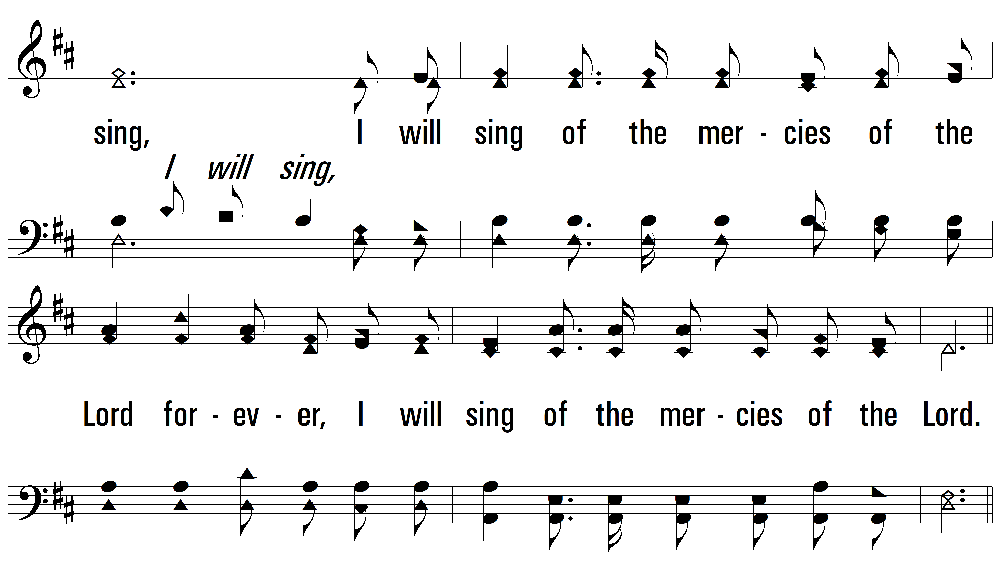 sing, I will sing of the mer - cies of the
I will sing,
Lord for - ev - er, I will sing of the mer - cies of the Lord.